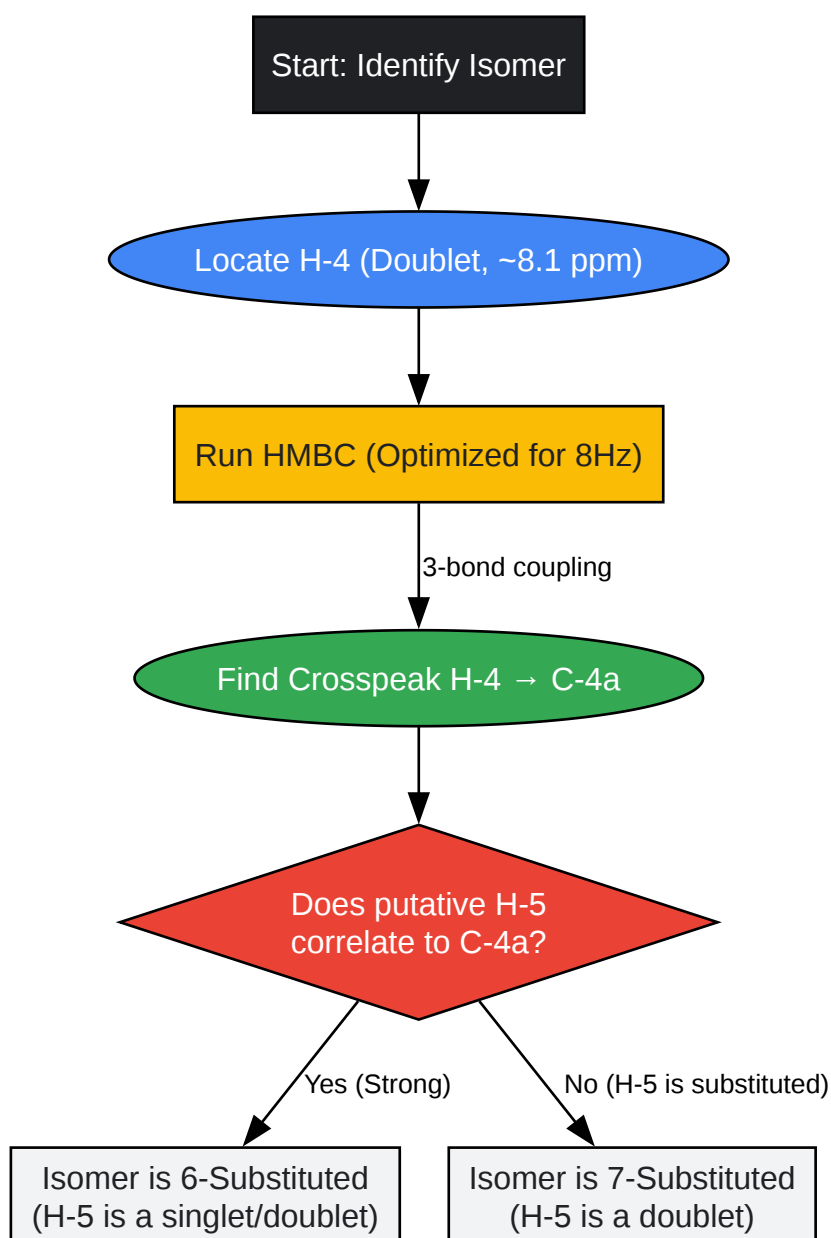 Start: Identify Isomer
Locate H-4 (Doublet, ~8.1 ppm)
Run HMBC (Optimized for 8Hz)
3-bond coupling
Find Crosspeak H-4 → C-4a
Does putative H-5
correlate to C-4a?
Yes (Strong)
No (H-5 is substituted)
Isomer is 6-Substituted
(H-5 is a singlet/doublet)
Isomer is 7-Substituted
(H-5 is a doublet)